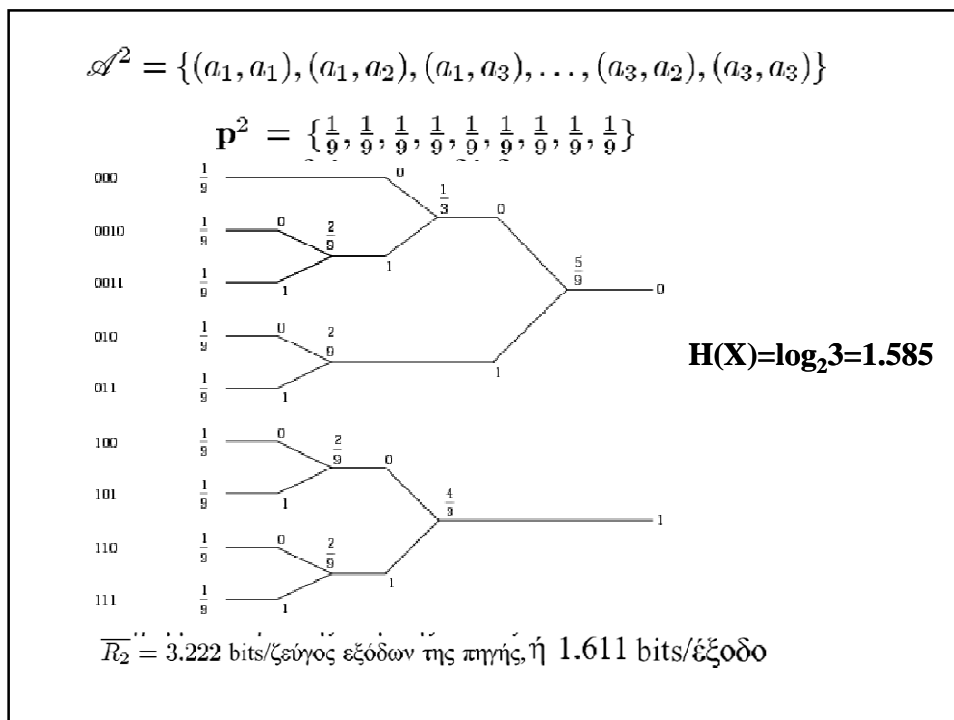 𝒜² = {(a₁, a₁), (a₁, a₂), (a₁, a₃), . . . , (a₃, a₂), (a₃, a₃)}
p² = {1/9, 1/9, 1/9, 1/9, 1/9, 1/9, 1/9, 1/9, 1/9}
000 1/9 0
1/3 0
0010 1/9 0 2/9
1
0011 1/9 1
5/9 0
010 1/9 0 2/9
H(X)=log₂3=1.585
1
011 1/9 1
100 1/9 0 2/9 0
101 1/9 1
4/9 1
110 1/9 0 2/9
1
111 1/9 1
R₂ = 3.222 bits/ζεύγος εξόδων της πηγής, ή 1.611 bits/έξοδο